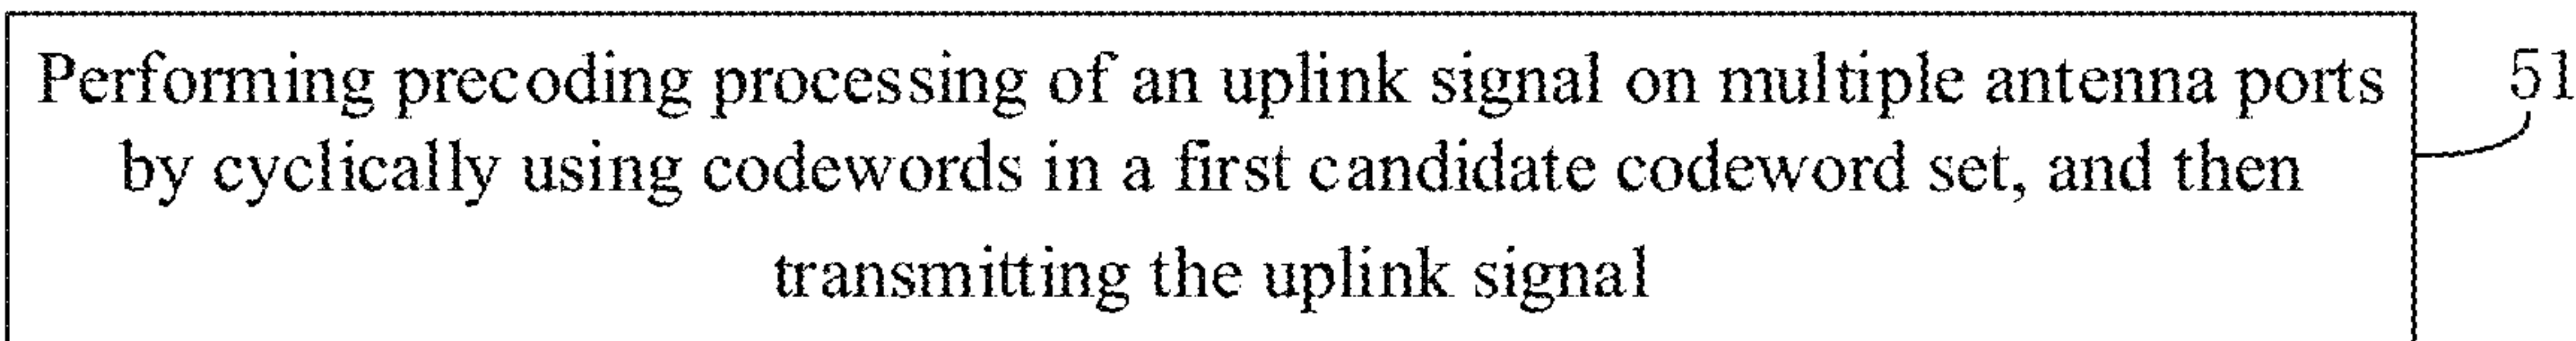 Performing precoding processing of an uplink signal on multiple antenna ports
by cyclically using codewords in a first candidate codeword set, and then
transmitting the uplink signal
51